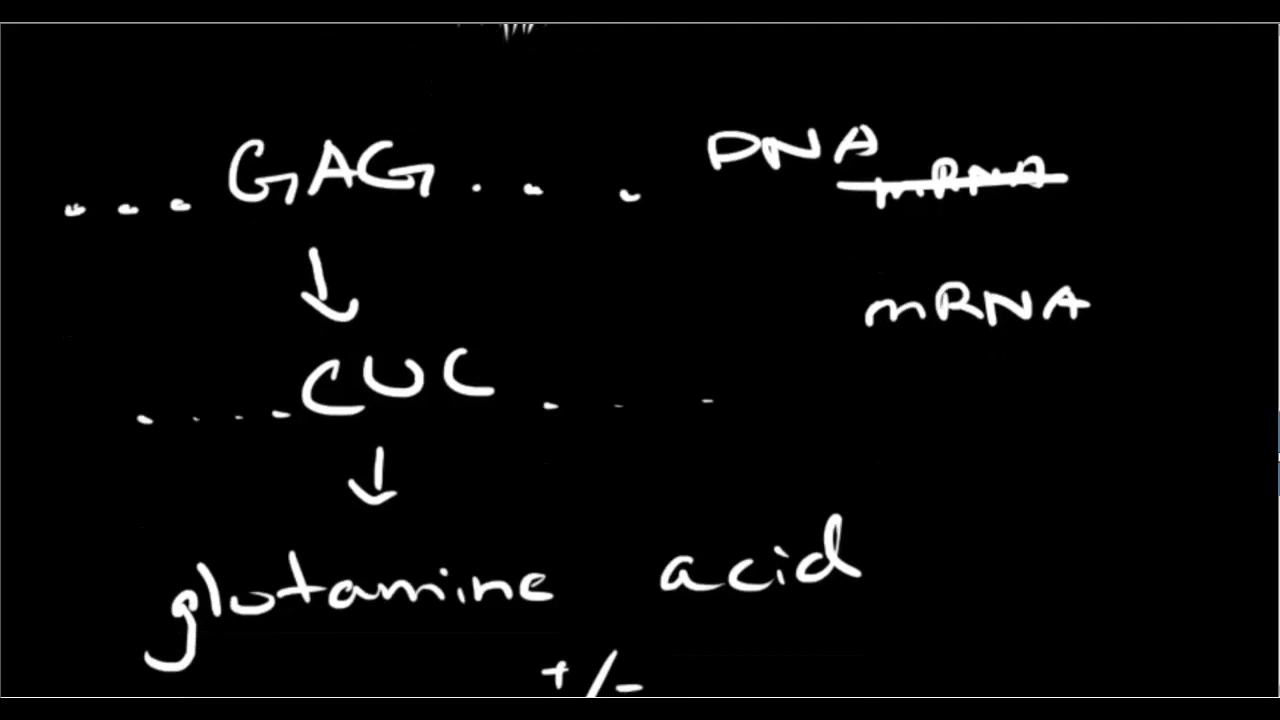 ...GAG... DNA mRNA
mRNA
....CUC...
glutamine acid
+/-